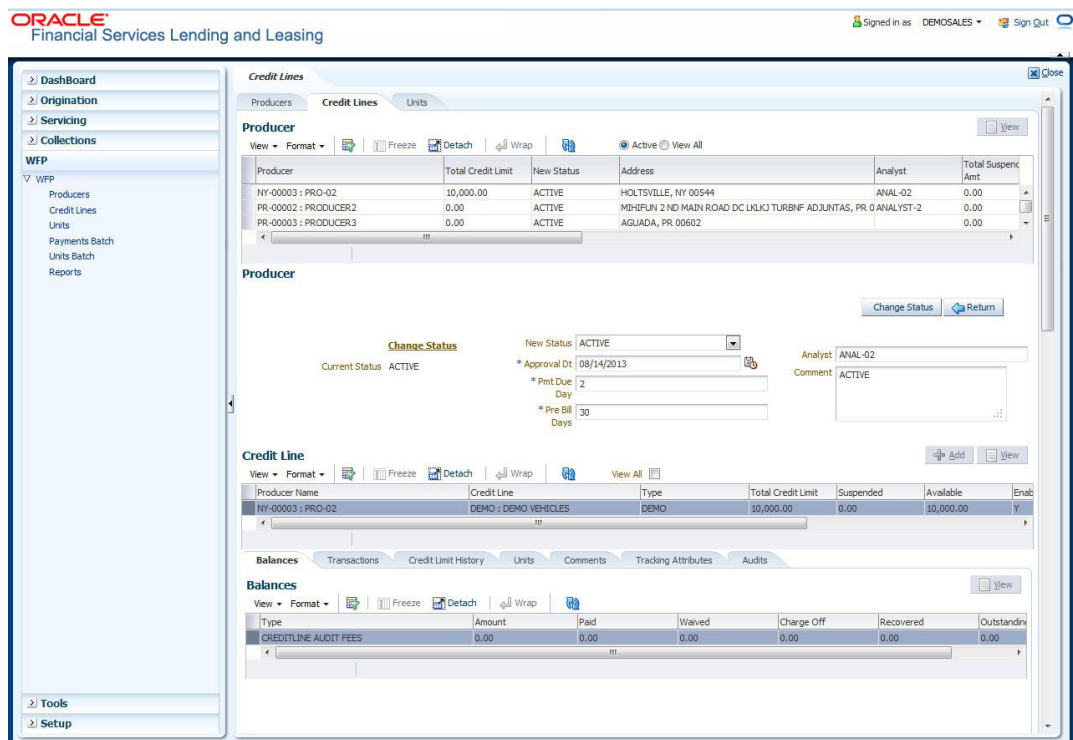 ORACLE
Financial Services Lending and Leasing
Signed in as DEMOSALES Sign Out
DashBoard
Origination
Servicing
Collections
WFP
WFP
Producers
Credit Lines
Units
Payments Batch
Units Batch
Reports
Tools
Setup
Credit Lines
Close
Producers Credit Lines Units
Producer
View
View Format Freeze Detach Wrap Active View All
Producer Total Credit Limit New Status Address Analyst Total Suspend Amt
NY-00003 : PRO-02 10,000.00 ACTIVE HOLTSVILLE, NY 00544 ANAL-02 0.00
PR-00002 : PRODUCER2 0.00 ACTIVE MIHIFUN 2 ND MAIN ROAD DC LKLKJ TURBNF ADJUNTAS, PR 0 ANALYST-2 0.00
PR-00003 : PRODUCER3 0.00 ACTIVE AGUADA, PR 00602 0.00
Producer
Change Status Return
Change Status
Current Status ACTIVE
New Status ACTIVE
* Approval Dt 08/14/2013
* Pmt Due Day 2
* Pre Bill Days 30
Analyst ANAL-02
Comment ACTIVE
Credit Line
Add View
View Format Freeze Detach Wrap View All
Producer Name Credit Line Type Total Credit Limit Suspended Available Enab
NY-00003 : PRO-02 DEMO : DEMO VEHICLES DEMO 10,000.00 0.00 10,000.00 Y
Balances Transactions Credit Limit History Units Comments Tracking Attributes Audits
Balances
View
View Format Freeze Detach Wrap
Type Amount Paid Waived Charge Off Recovered Outstanding
CREDITLINE AUDIT FEES 0.00 0.00 0.00 0.00 0.00 0.00